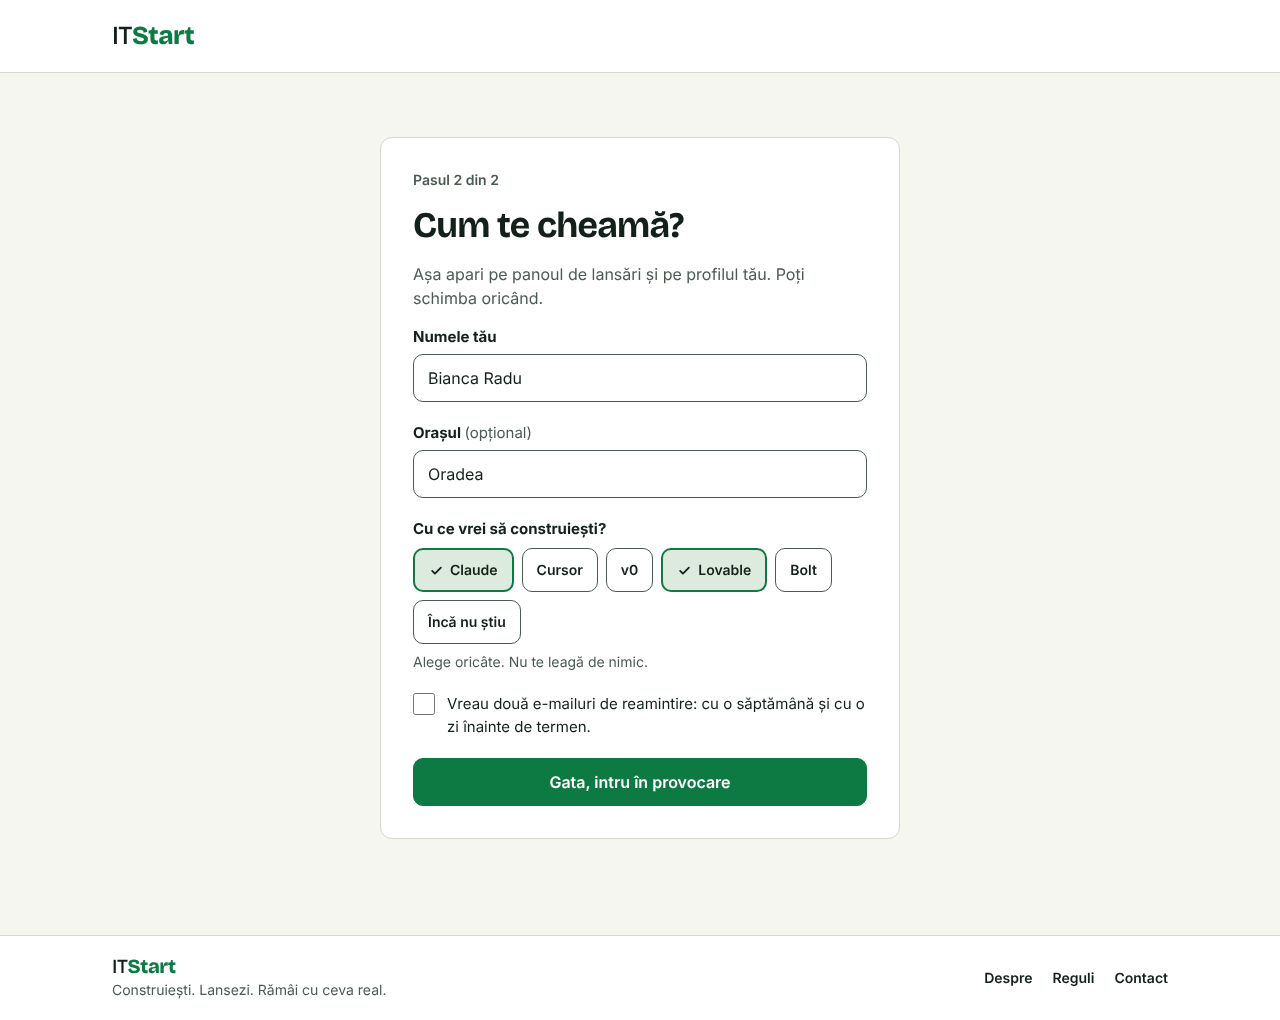 ITStart
Pasul 2 din 2
Cum te cheamă?
Așa apari pe panoul de lansări și pe profilul tău. Poți
schimba oricând.
Numele tău
Bianca Radu
Orașul (opțional)
Oradea
Cu ce vrei să construiești?
Claude Cursor v0 Lovable Bolt
Încă nu știu
Alege oricâte. Nu te leagă de nimic.
Vreau două e-mailuri de reamintire: cu o săptămână și cu o
zi înainte de termen.
Gata, intru în provocare
ITStart
Construiești. Lansezi. Rămâi cu ceva real.
Despre Reguli Contact